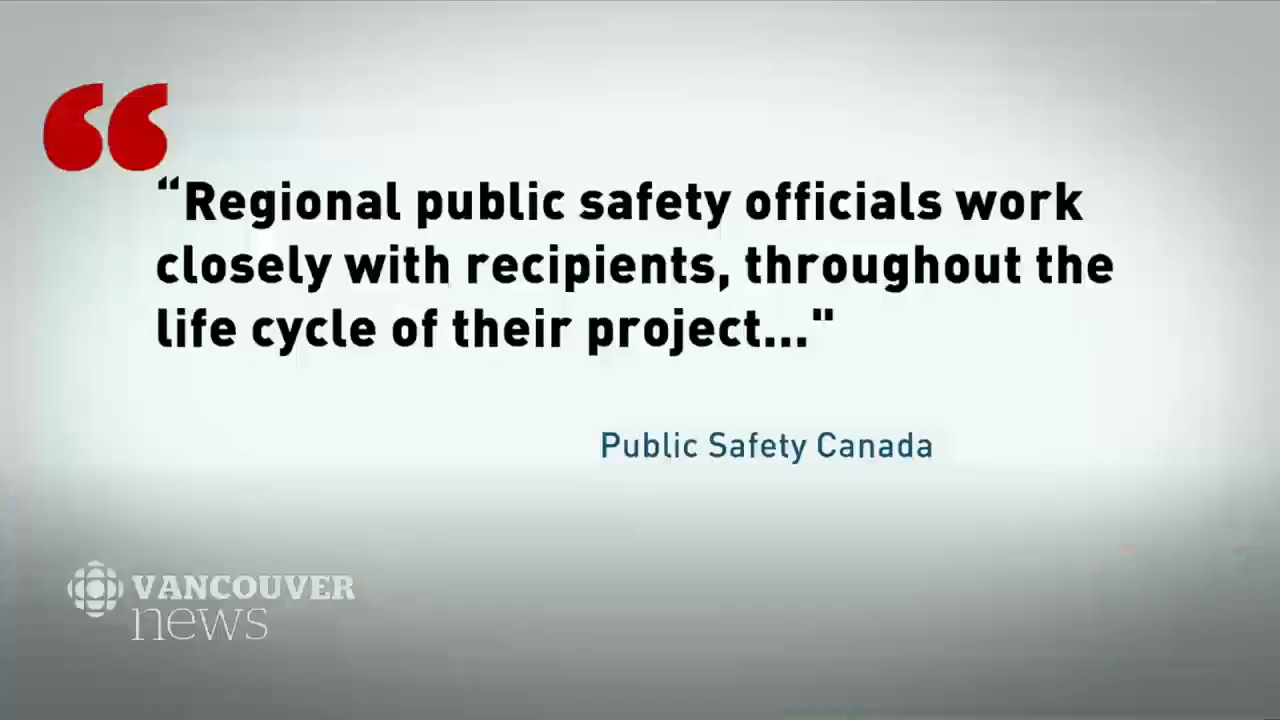 “Regional public safety officials work
closely with recipients, throughout the
life cycle of their project..."
Public Safety Canada
VANCOUVER
news